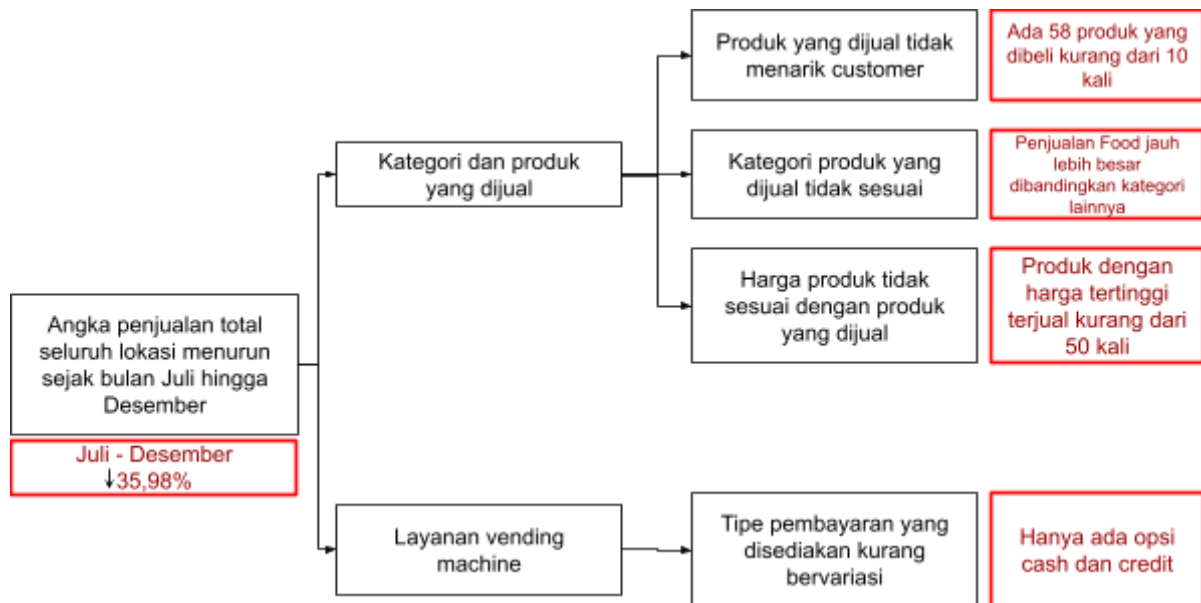 Angka penjualan total
seluruh lokasi menurun
sejak bulan Juli hingga
Desember
Juli - Desember
↓35,98%
Kategori dan produk
yang dijual
Produk yang dijual tidak
menarik customer
Ada 58 produk yang
dibeli kurang dari 10
kali
Kategori produk yang
dijual tidak sesuai
Penjualan Food jauh
lebih besar
dibandingkan kategori
lainnya
Harga produk tidak
sesuai dengan produk
yang dijual
Produk dengan
harga tertinggi
terjual kurang dari
50 kali
Layanan vending
machine
Tipe pembayaran yang
disediakan kurang
bervariasi
Hanya ada opsi
cash dan credit